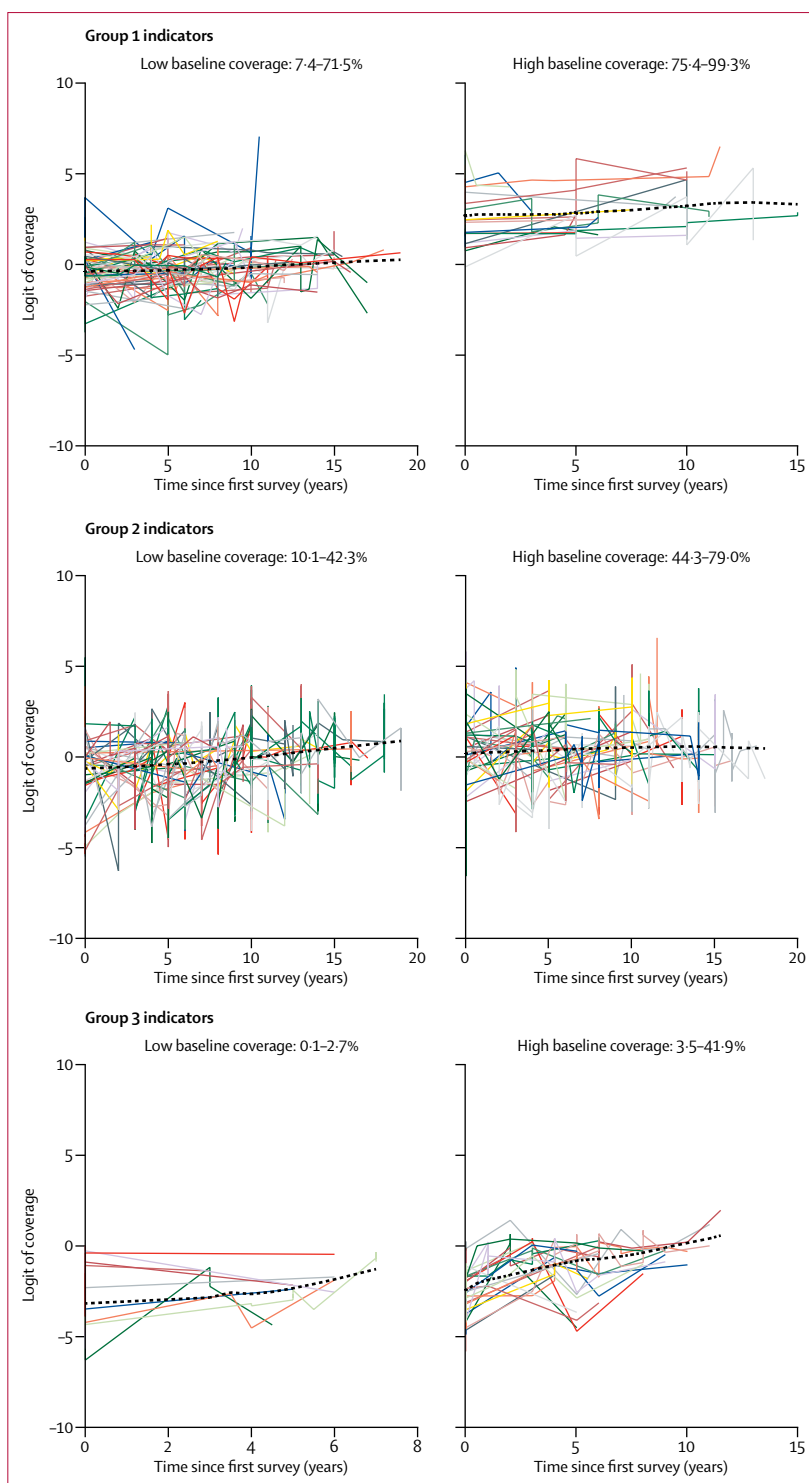 Group 1 indicators
Low baseline coverage: 7·4–71·5%
High baseline coverage: 75·4–99·3%
10
5
0
–5
–10
Logit of coverage
0 5 10 15 20
0 5 10 15
Time since first survey (years)
Time since first survey (years)
Group 2 indicators
Low baseline coverage: 10·1–42·3%
High baseline coverage: 44·3–79·0%
10
5
0
–5
–10
Logit of coverage
0 5 10 15 20
0 5 10 15 20
Time since first survey (years)
Time since first survey (years)
Group 3 indicators
Low baseline coverage: 0·1–2·7%
High baseline coverage: 3·5–41·9%
10
5
0
–5
–10
Logit of coverage
0 2 4 6 8
0 5 10 15
Time since first survey (years)
Time since first survey (years)